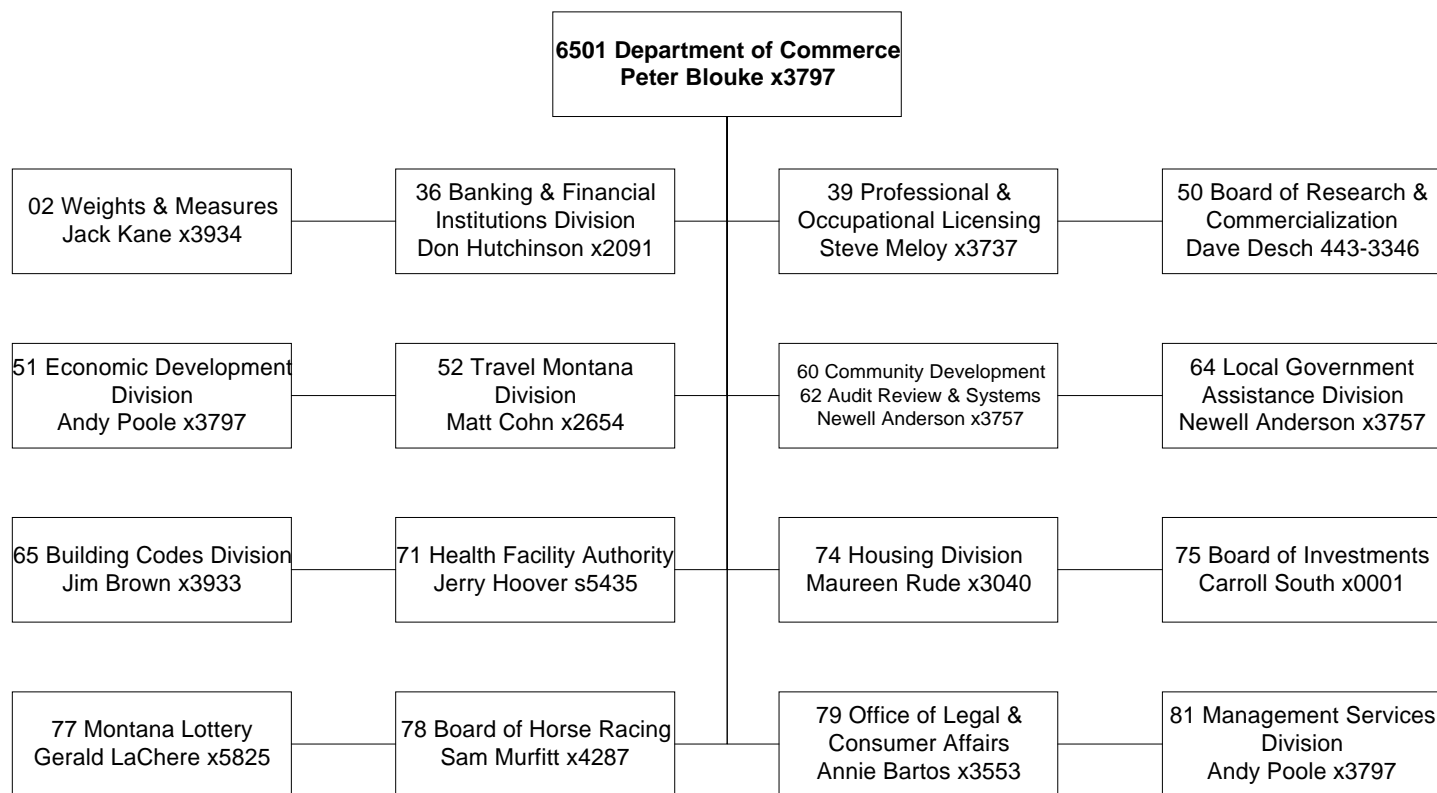 6501 Department of Commerce
Peter Blouke x3797
02 Weights & Measures
Jack Kane x3934
36 Banking & Financial
Institutions Division
Don Hutchinson x2091
39 Professional &
Occupational Licensing
Steve Meloy x3737
50 Board of Research &
Commercialization
Dave Desch 443-3346
51 Economic Development
Division
Andy Poole x3797
52 Travel Montana
Division
Matt Cohn x2654
60 Community Development
62 Audit Review & Systems
Newell Anderson x3757
64 Local Government
Assistance Division
Newell Anderson x3757
65 Building Codes Division
Jim Brown x3933
71 Health Facility Authority
Jerry Hoover s5435
74 Housing Division
Maureen Rude x3040
75 Board of Investments
Carroll South x0001
77 Montana Lottery
Gerald LaChere x5825
78 Board of Horse Racing
Sam Murfitt x4287
79 Office of Legal &
Consumer Affairs
Annie Bartos x3553
81 Management Services
Division
Andy Poole x3797